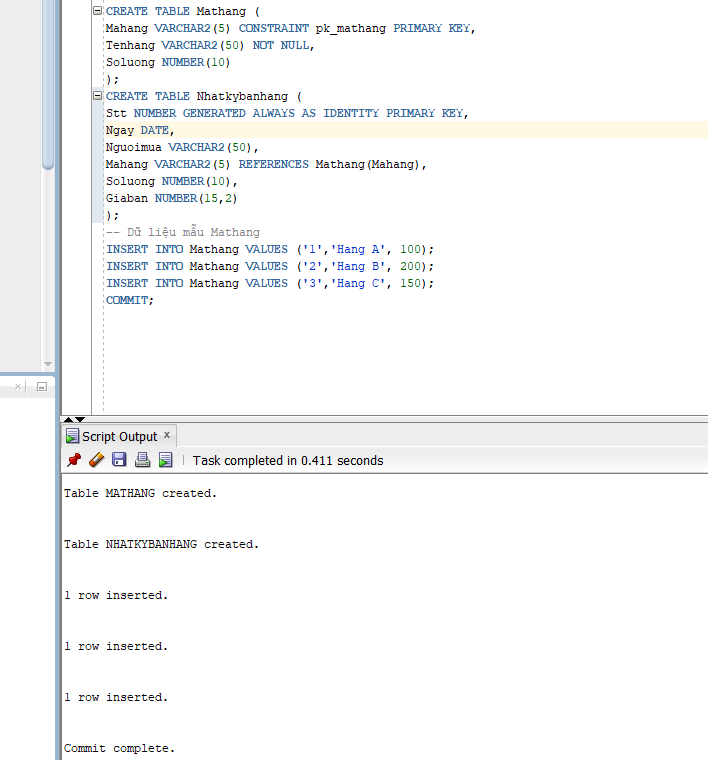 CREATE TABLE Mathang (
Mahang VARCHAR2(5) CONSTRAINT pk_mathang PRIMARY KEY,
Tenhang VARCHAR2(50) NOT NULL,
Soluong NUMBER(10)
);
CREATE TABLE Nhatkybanhang (
Stt NUMBER GENERATED ALWAYS AS IDENTITY PRIMARY KEY,
Ngay DATE,
Nguoimua VARCHAR2(50),
Mahang VARCHAR2(5) REFERENCES Mathang(Mahang),
Soluong NUMBER(10),
Giaban NUMBER(15,2)
);
-- Dữ liệu mẫu Mathang
INSERT INTO Mathang VALUES ('1','Hang A', 100);
INSERT INTO Mathang VALUES ('2','Hang B', 200);
INSERT INTO Mathang VALUES ('3','Hang C', 150);
COMMIT;
Script Output x
Task completed in 0.411 seconds
Table MATHANG created.
Table NHATKYBANHANG created.
1 row inserted.
1 row inserted.
1 row inserted.
Commit complete.